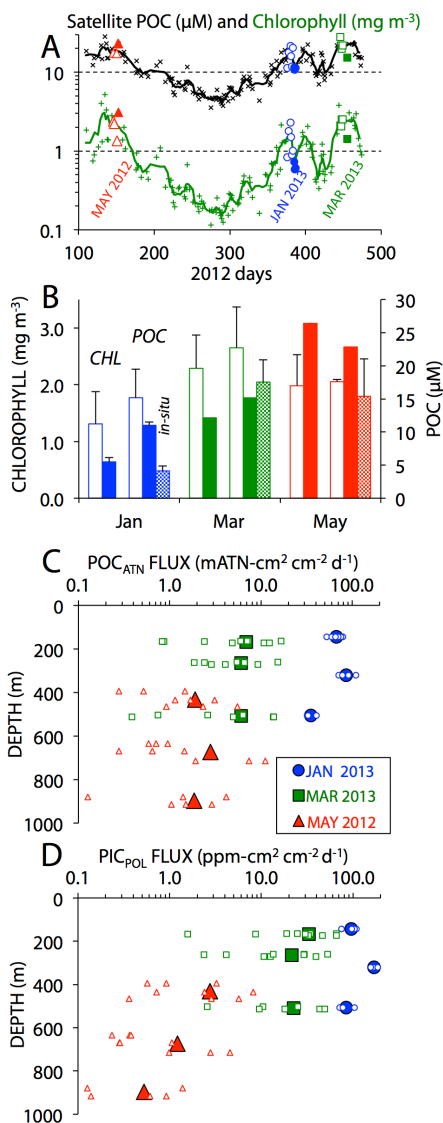 Satellite POC (µM) and Chlorophyll (mg m-3)
A
10
1
0.1
MAY 2012
JAN 2013
MAR 2013
100 200 300 400 500
2012 days
B
CHLOROPHYLL (mg m-3)
POC (µM)
3.0
2.0
1.0
0.0
30
25
20
15
10
5
0
CHL
POC
in-situ
Jan Mar May
C
POCATN FLUX (mATN-cm2 cm-2 d-1)
0.1 1.0 10.0 100.0
DEPTH (m)
0
200
400
600
800
1000
JAN 2013
MAR 2013
MAY 2012
D
PICPOL FLUX (ppm-cm2 cm-2 d-1)
0.1 1.0 10.0 100.0
DEPTH (m)
0
200
400
600
800
1000